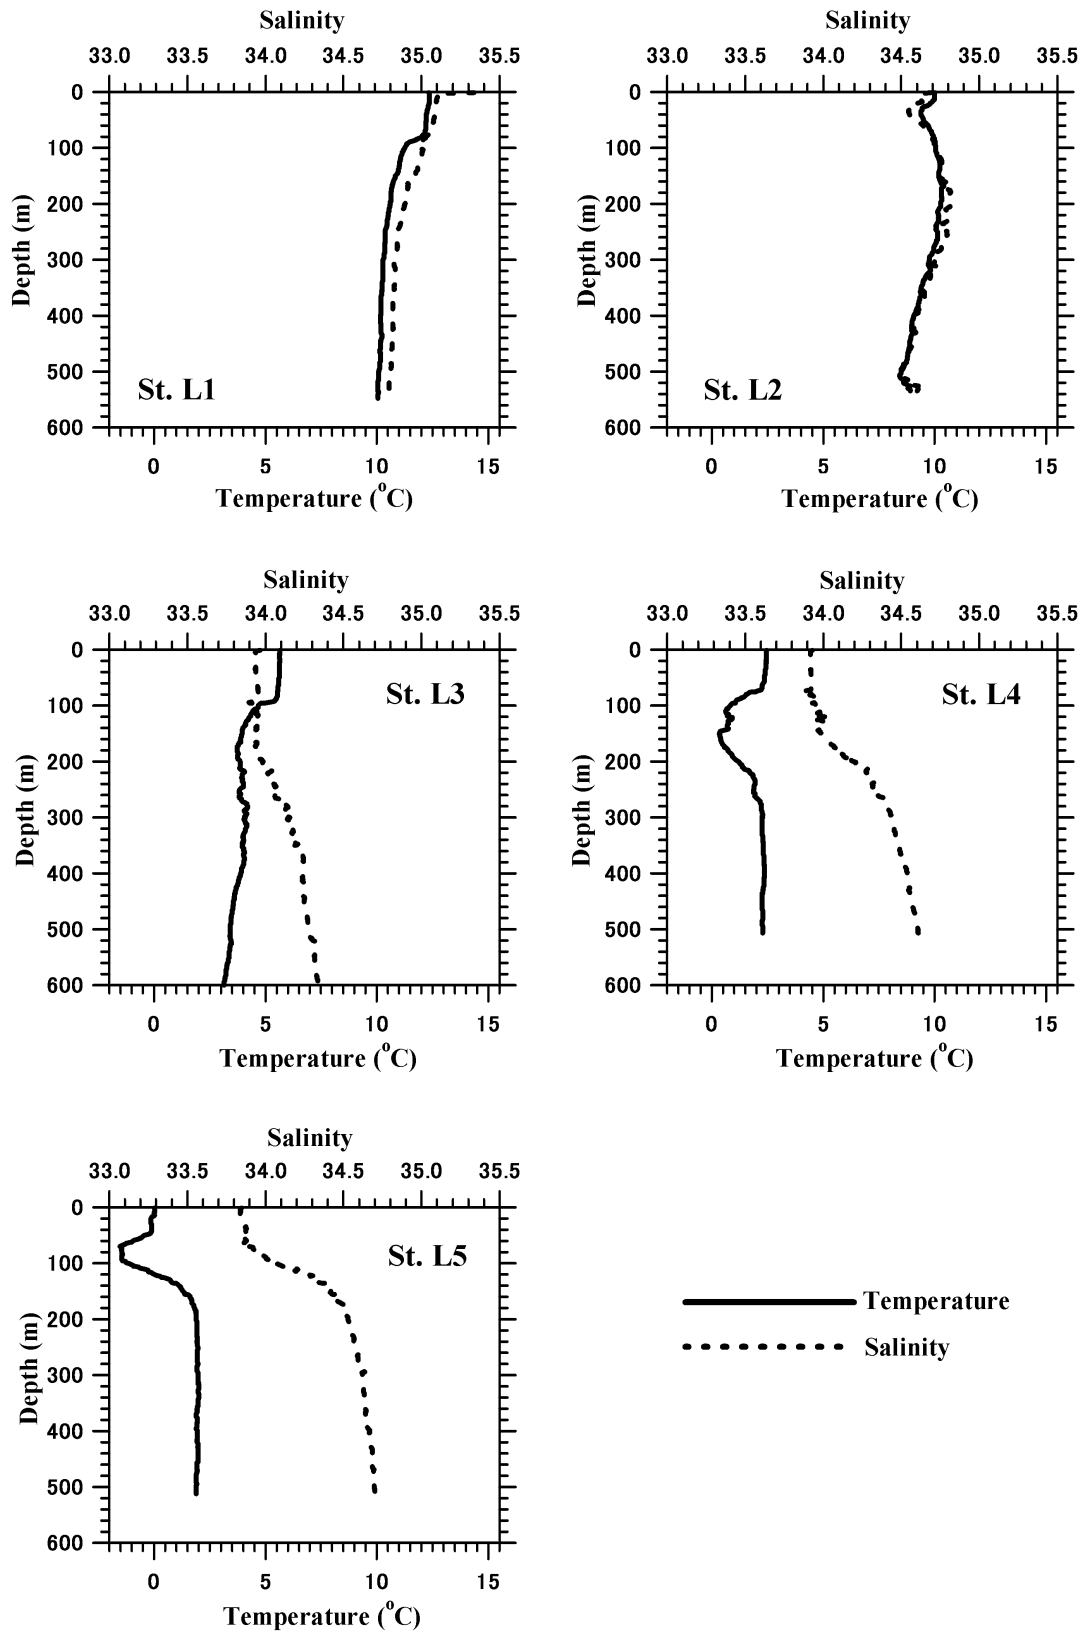 Salinity
33.0 33.5 34.0 34.5 35.0 35.5
0
100
200
300
400
500
600
Depth (m)
St. L1
0 5 10 15
Temperature (°C)
Salinity
33.0 33.5 34.0 34.5 35.0 35.5
0
100
200
300
400
500
600
Depth (m)
St. L2
0 5 10 15
Temperature (°C)
Salinity
33.0 33.5 34.0 34.5 35.0 35.5
0
100
200
300
400
500
600
Depth (m)
St. L3
0 5 10 15
Temperature (°C)
Salinity
33.0 33.5 34.0 34.5 35.0 35.5
0
100
200
300
400
500
600
Depth (m)
St. L4
0 5 10 15
Temperature (°C)
Salinity
33.0 33.5 34.0 34.5 35.0 35.5
0
100
200
300
400
500
600
Depth (m)
St. L5
0 5 10 15
Temperature (°C)
Temperature
Salinity